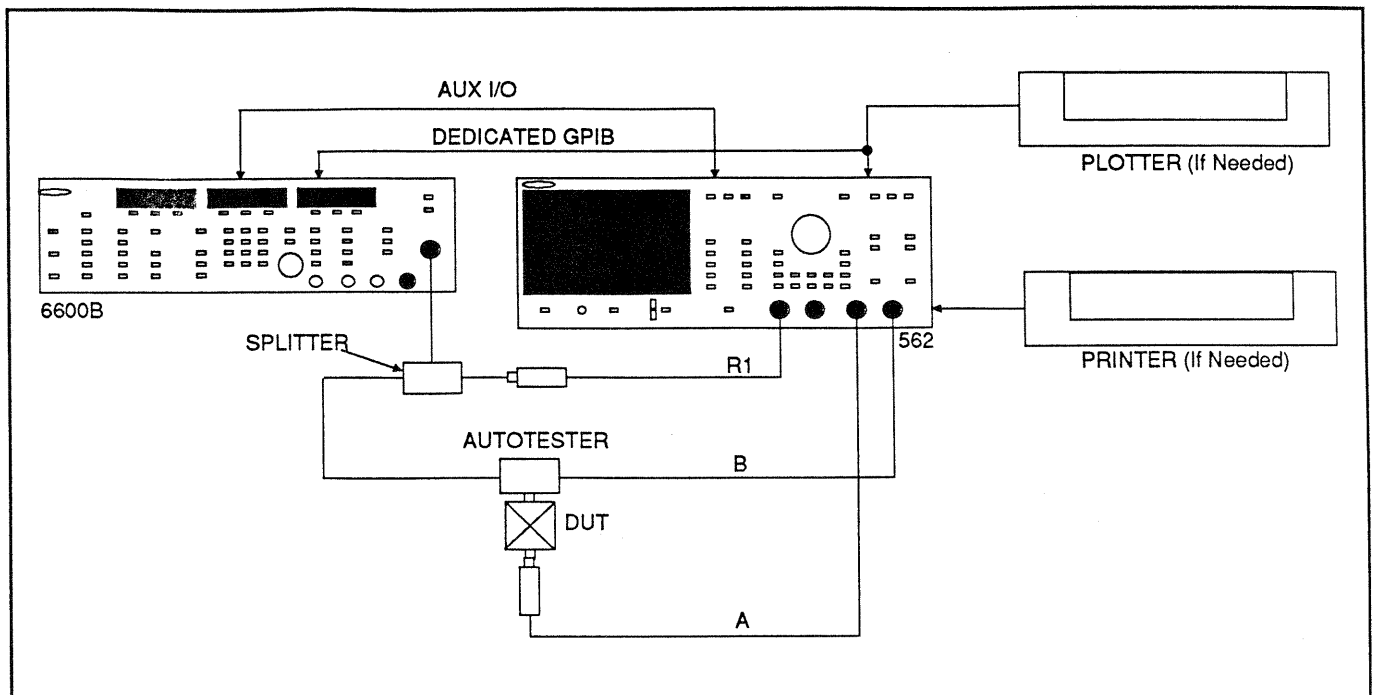 AUX I/O
DEDICATED GPIB
PLOTTER (If Needed)
6600B
562
SPLITTER
R1
PRINTER (If Needed)
AUTOTESTER
B
DUT
A